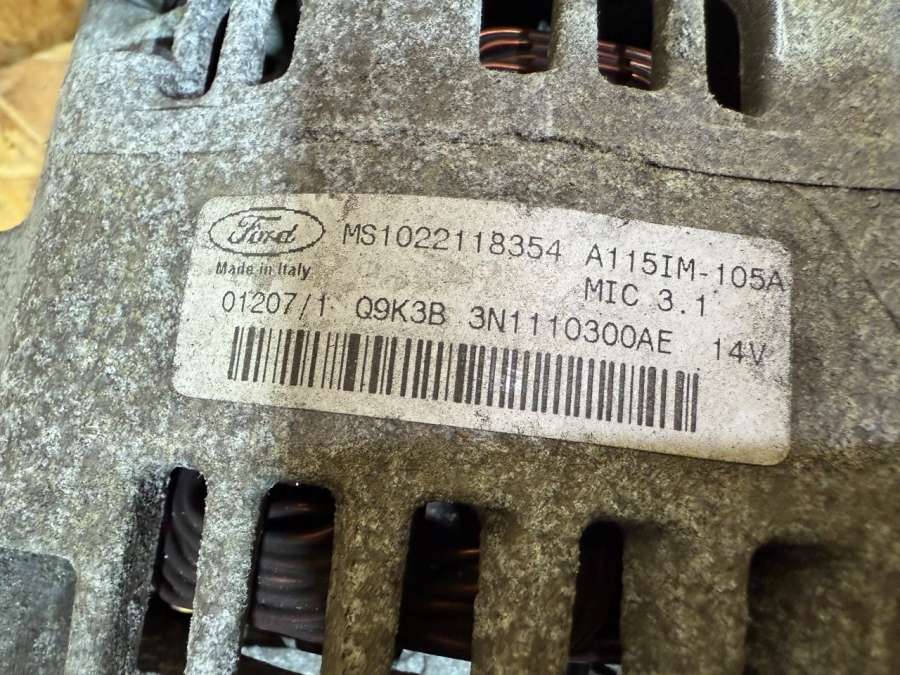 Ford MS1022118354 A115IM-105A
Made in Italy MIC 3.1
01207/1 Q9K3B 3N1110300AE 14V